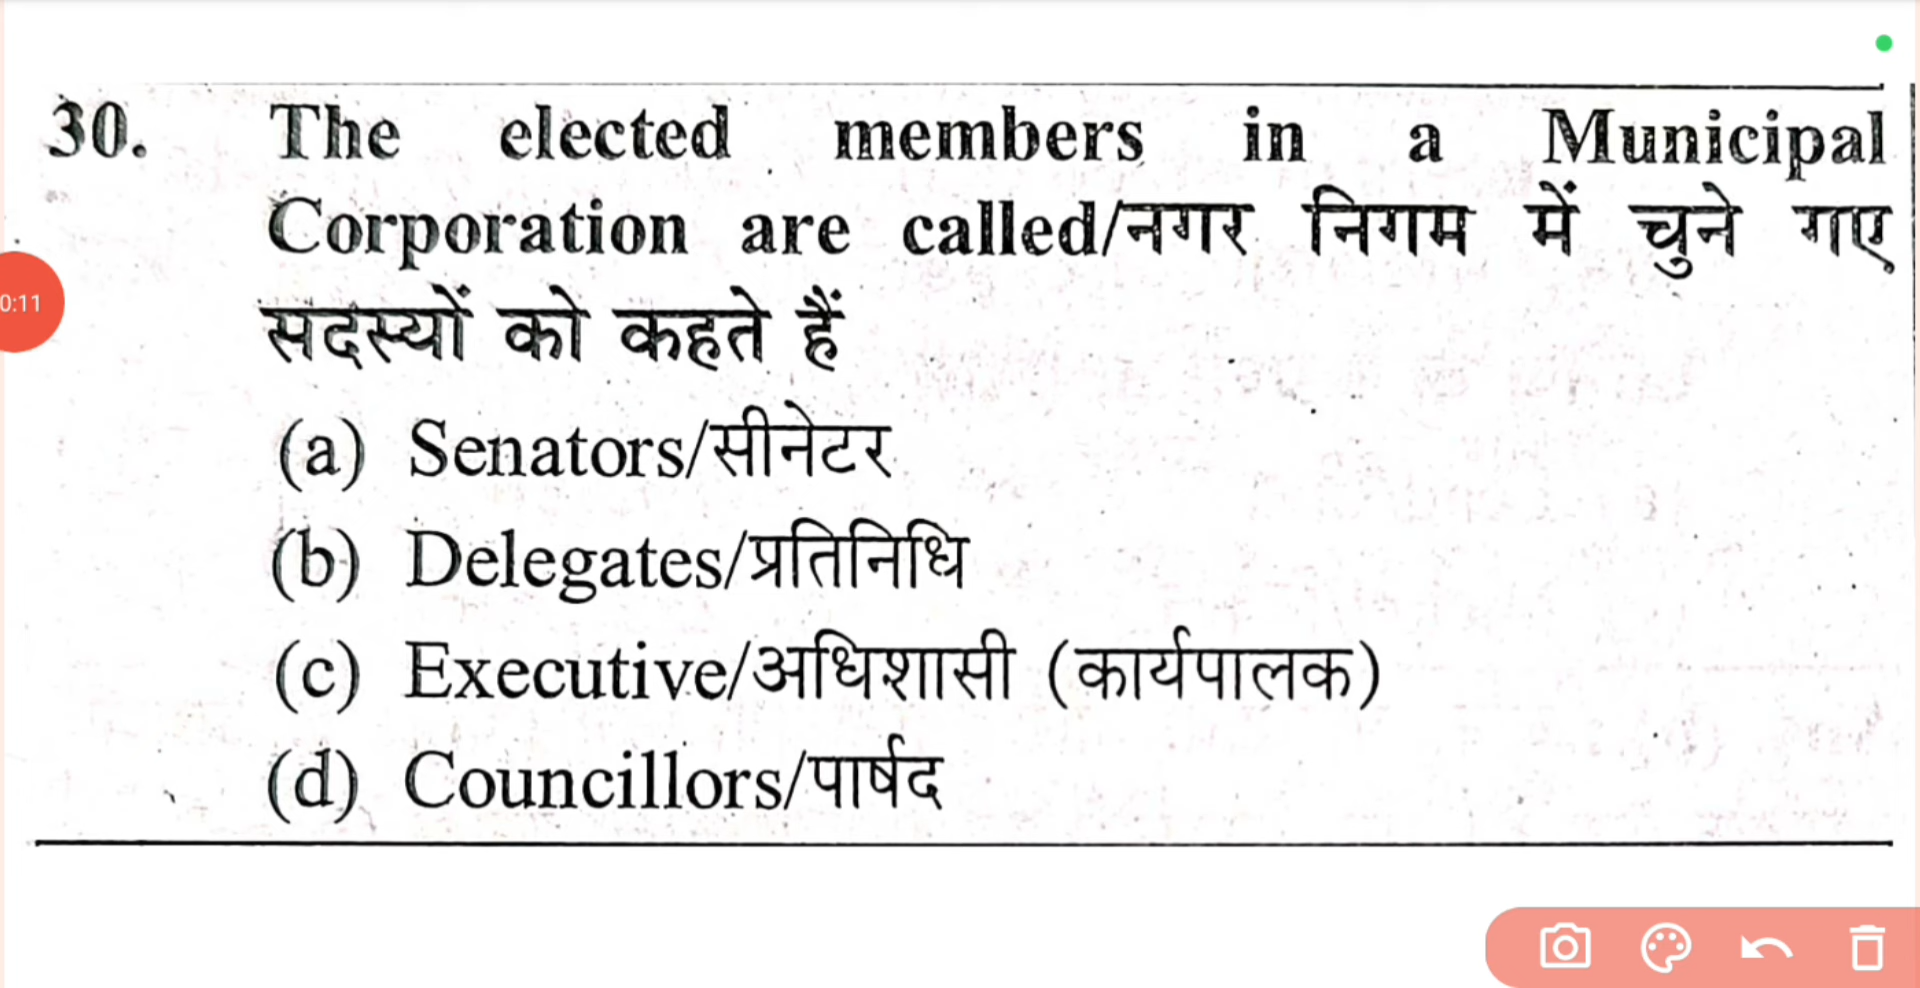 30. The elected members in a Municipal
Corporation are called/नगर निगम में चुने गए
सदस्यों को कहते हैं
0:11
(a) Senators/सीनेटर
(b) Delegates/प्रतिनिधि
(c) Executive/अधिशासी (कार्यपालक)
(d) Councillors/पार्षद